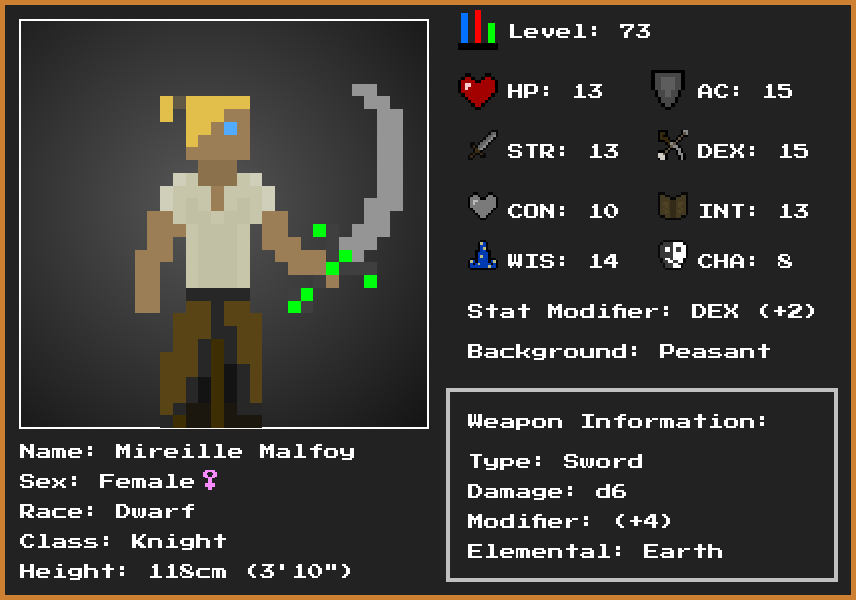 Level: 73
HP: 13
AC: 15
STR: 13
DEX: 15
CON: 10
INT: 13
WIS: 14
CHA: 8
Stat Modifier: DEX (+2)
Background: Peasant
Weapon Information:
Type: Sword
Damage: d6
Modifier: (+4)
Elemental: Earth
Name: Mireille Malfoy
Sex: Female♀
Race: Dwarf
Class: Knight
Height: 118cm (3'10")